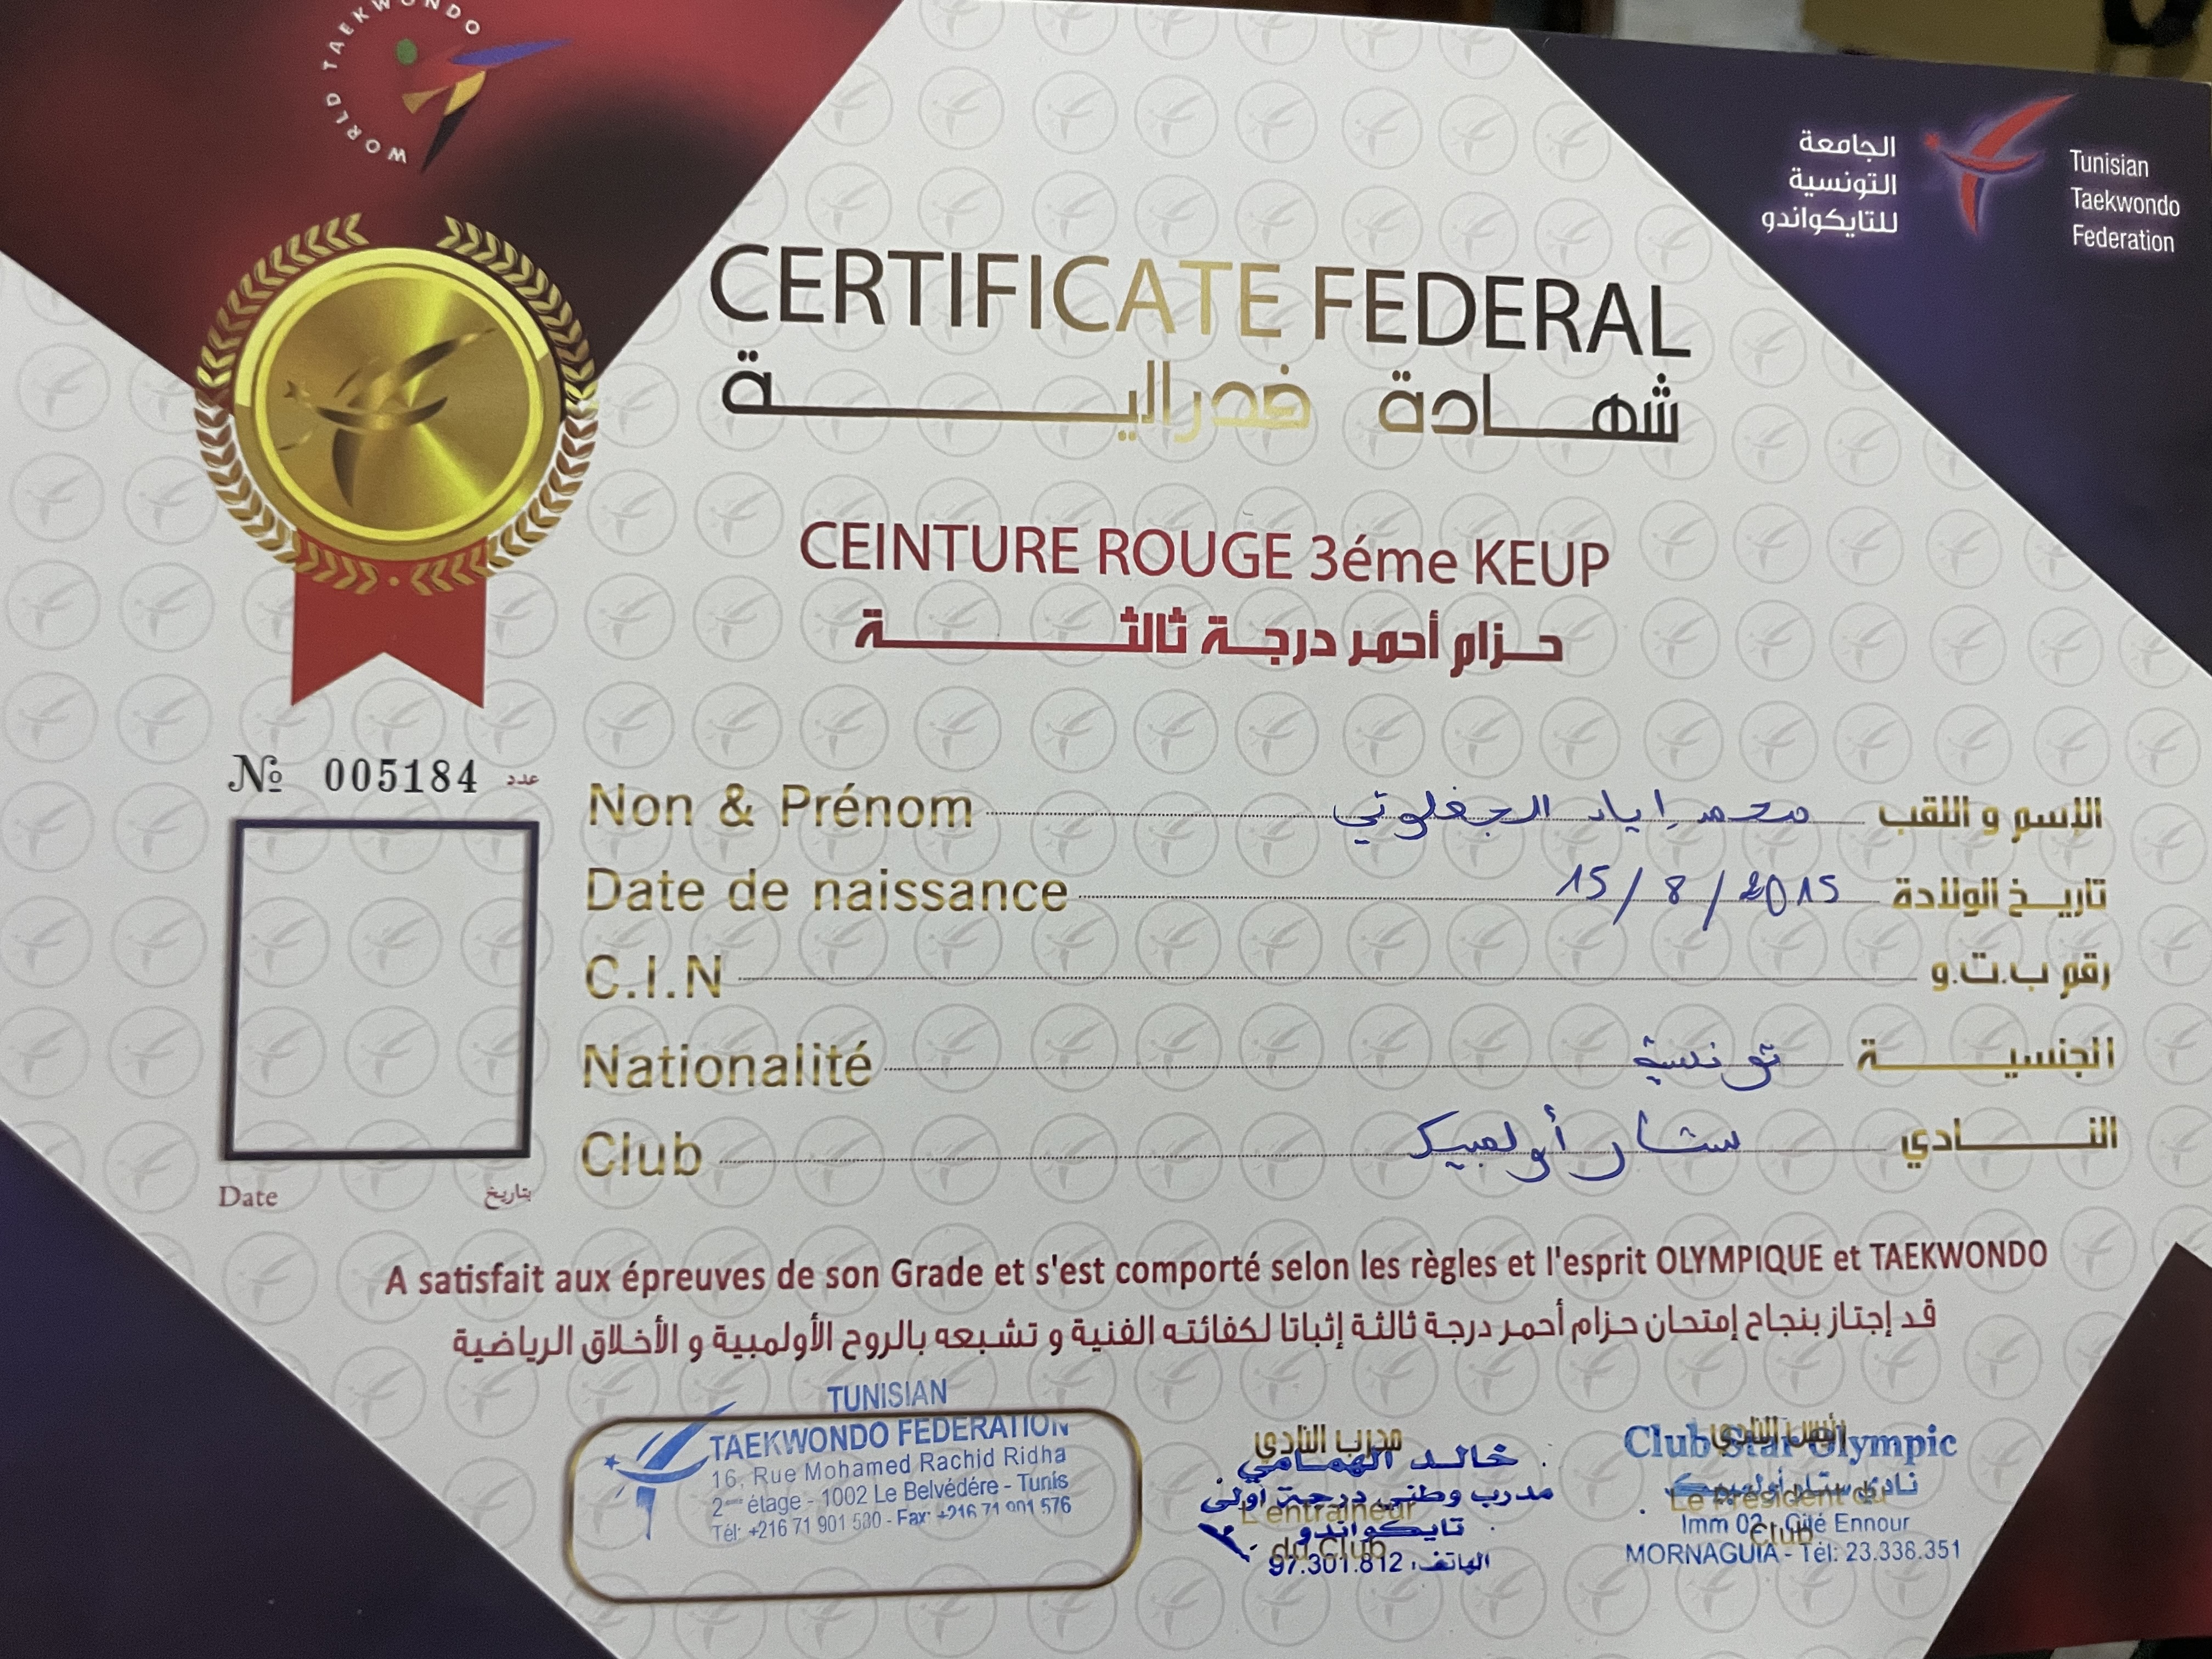 WORLD TAEKWONDO
الجامعة
التونسية
للتايكواندو
Tunisian
Taekwondo
Federation
CERTIFICATE FEDERAL
شهادة فدرالية
CEINTURE ROUGE 3éme KEUP
حزام أحمر درجة ثالثة
№ 005184 عدد
Non & Prénom محمد إياد الجغلوتي الإسم و اللقب
Date de naissance 15/8/2015 تاريخ الولادة
C.I.N رقم ب.ت.و
Nationalité تونسية الجنسية
Club ستار أولمبيك النادي
Date بتاريخ
A satisfait aux épreuves de son Grade et s'est comporté selon les règles et l'esprit OLYMPIQUE et TAEKWONDO
قد إجتاز بنجاح إمتحان حزام أحمر درجة ثالثة إثباتا لكفائته الفنية و تشبعه بالروح الأولمبية و الأخلاق الرياضية
TUNISIAN
TAEKWONDO FEDERATION
16, Rue Mohamed Rachid Ridha
2ème étage - 1002 Le Belvédére - Tunis
Tél: +216 71 901 580 - Fax: +216 71 901 576
مدرب النادي
خالد الهمامي
مدرب وطني درجة أولى
L'entraineur
تايكواندو
du Club
الهاتف: 97.301.812
رئيس النادي
Club Star Olympic
نادي ستار أولمبيك
Le Président du
Imm 02 - Cité Ennour
Club
MORNAGUIA - Tél: 23.338.351